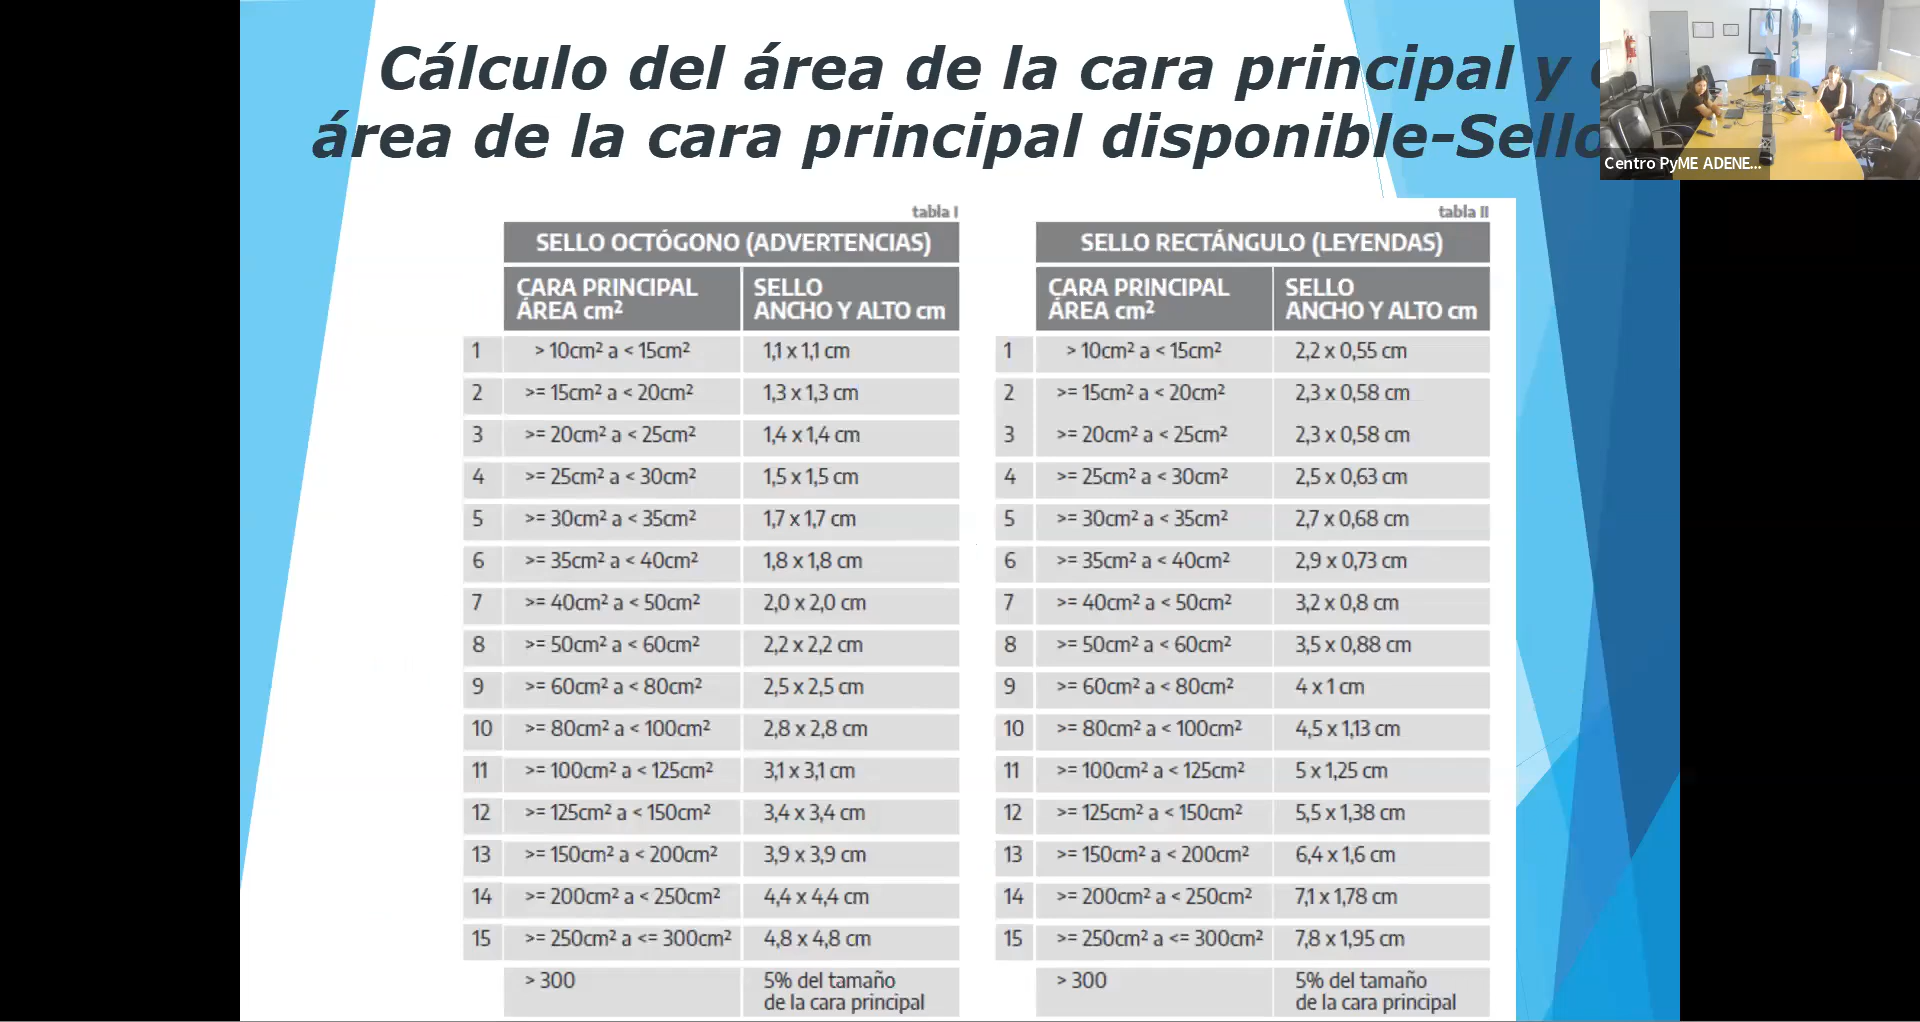 Cálculo del área de la cara principal y
área de la cara principal disponible-Sello
Centro PyME ADENE...
tabla I
SELLO OCTÓGONO (ADVERTENCIAS)
CARA PRINCIPAL
ÁREA cm²
SELLO
ANCHO Y ALTO cm
1 > 10cm² a < 15cm² 1,1 x 1,1 cm
2 >= 15cm² a < 20cm² 1,3 x 1,3 cm
3 >= 20cm² a < 25cm² 1,4 x 1,4 cm
4 >= 25cm² a < 30cm² 1,5 x 1,5 cm
5 >= 30cm² a < 35cm² 1,7 x 1,7 cm
6 >= 35cm² a < 40cm² 1,8 x 1,8 cm
7 >= 40cm² a < 50cm² 2,0 x 2,0 cm
8 >= 50cm² a < 60cm² 2,2 x 2,2 cm
9 >= 60cm² a < 80cm² 2,5 x 2,5 cm
10 >= 80cm² a < 100cm² 2,8 x 2,8 cm
11 >= 100cm² a < 125cm² 3,1 x 3,1 cm
12 >= 125cm² a < 150cm² 3,4 x 3,4 cm
13 >= 150cm² a < 200cm² 3,9 x 3,9 cm
14 >= 200cm² a < 250cm² 4,4 x 4,4 cm
15 >= 250cm² a <= 300cm² 4,8 x 4,8 cm
> 300 5% del tamaño
de la cara principal
tabla II
SELLO RECTÁNGULO (LEYENDAS)
CARA PRINCIPAL
ÁREA cm²
SELLO
ANCHO Y ALTO cm
1 > 10cm² a < 15cm² 2,2 x 0,55 cm
2 >= 15cm² a < 20cm² 2,3 x 0,58 cm
3 >= 20cm² a < 25cm² 2,3 x 0,58 cm
4 >= 25cm² a < 30cm² 2,5 x 0,63 cm
5 >= 30cm² a < 35cm² 2,7 x 0,68 cm
6 >= 35cm² a < 40cm² 2,9 x 0,73 cm
7 >= 40cm² a < 50cm² 3,2 x 0,8 cm
8 >= 50cm² a < 60cm² 3,5 x 0,88 cm
9 >= 60cm² a < 80cm² 4 x 1 cm
10 >= 80cm² a < 100cm² 4,5 x 1,13 cm
11 >= 100cm² a < 125cm² 5 x 1,25 cm
12 >= 125cm² a < 150cm² 5,5 x 1,38 cm
13 >= 150cm² a < 200cm² 6,4 x 1,6 cm
14 >= 200cm² a < 250cm² 7,1 x 1,78 cm
15 >= 250cm² a <= 300cm² 7,8 x 1,95 cm
> 300 5% del tamaño
de la cara principal